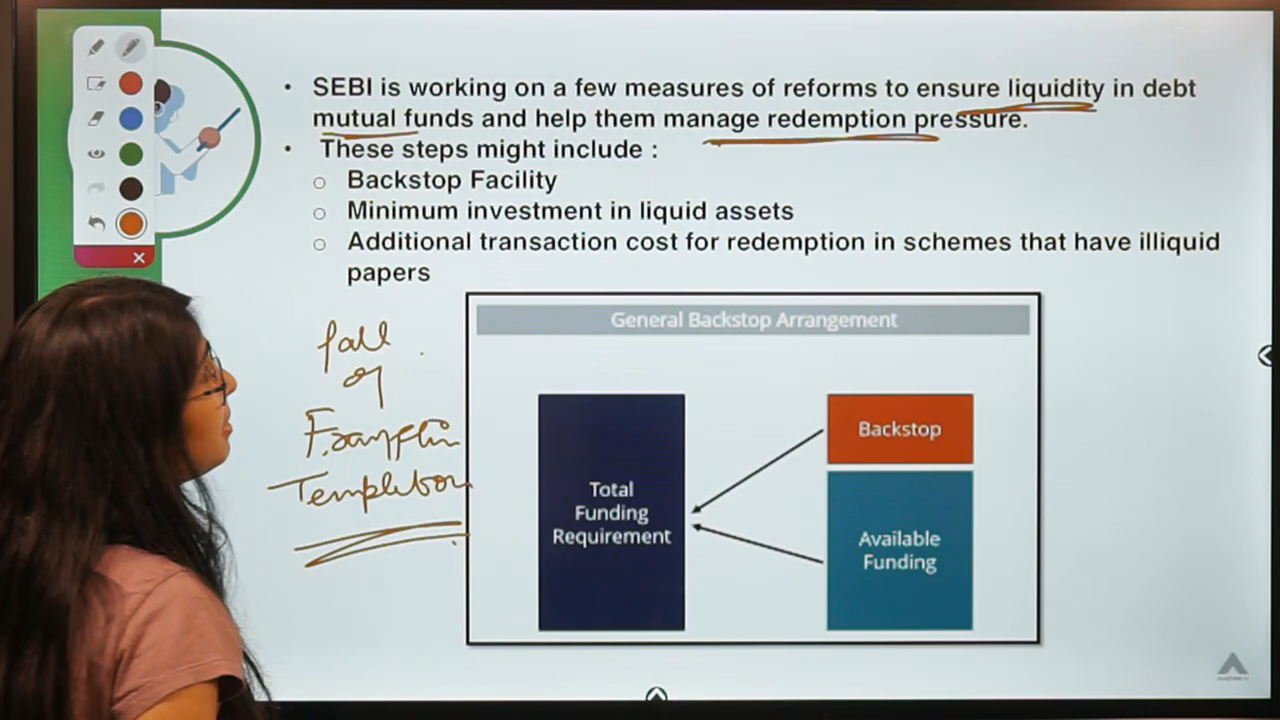 • SEBI is working on a few measures of reforms to ensure liquidity in debt
mutual funds and help them manage redemption pressure.
• These steps might include :
○ Backstop Facility
○ Minimum investment in liquid assets
○ Additional transaction cost for redemption in schemes that have illiquid
papers
fall
of
Templeton
General Backstop Arrangement
Total
Funding
Requirement
Backstop
Available
Funding